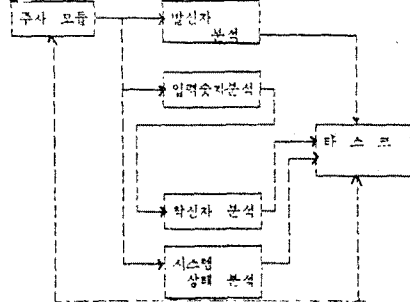 주사 모듈
발신자
분석
입력숫자분석
타 스 크
착신자 분석
시스템
상태 분석